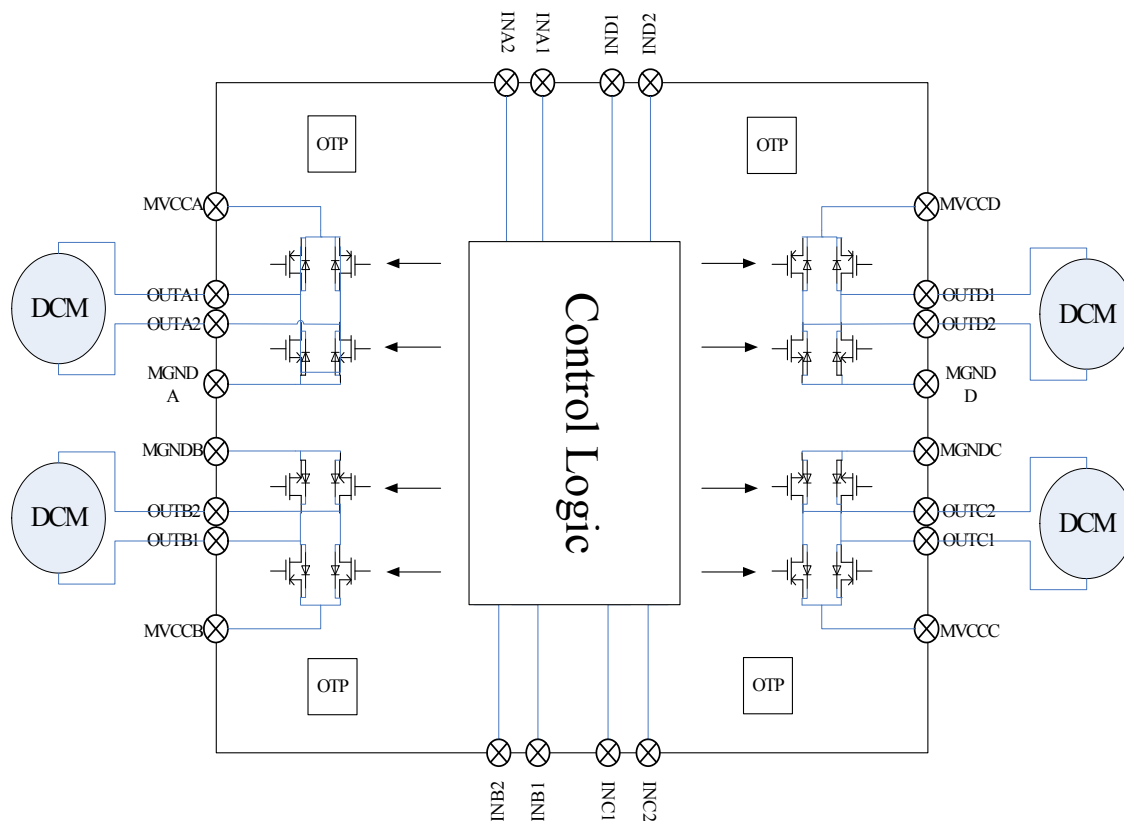 INA2
INA1
IND1
IND2
OTP
OTP
MVCCA
MVCCD
DCM
OUTA1
OUTA2
MGND
A
OUTD1
OUTD2
MGND
D
DCM
Control Logic
MGNDB
MGNDC
DCM
OUTB2
OUTB1
OUTC2
OUTC1
DCM
MVCCB
MVCCC
OTP
OTP
INB2
INB1
INC1
INC2